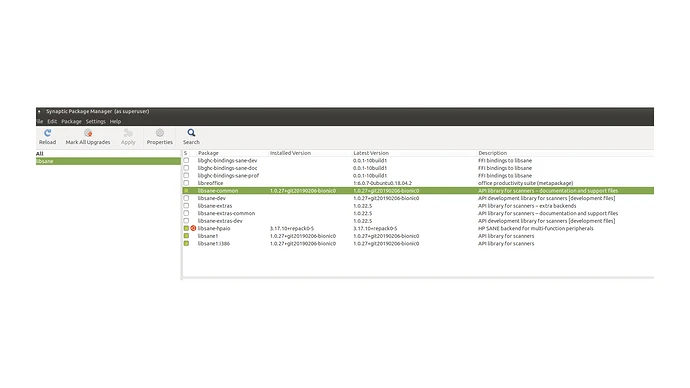 Synaptic Package Manager (as superuser)
File Edit Package Settings Help
Reload Mark All Upgrades Apply Properties Search
All
libsane
S Package Installed Version Latest Version Description
libghc-bindings-sane-dev 0.0.1-10build1 FFI bindings to libsane
libghc-bindings-sane-doc 0.0.1-10build1 FFI bindings to libsane
libghc-bindings-sane-prof 0.0.1-10build1 FFI bindings to libsane
libreoffice 1:6.0.7-0ubuntu0.18.04.2 office productivity suite (metapackage)
libsane-common 1.0.27+git20190206-bionic0 1.0.27+git20190206-bionic0 API library for scanners – documentation and support files
libsane-dev 1.0.27+git20190206-bionic0 API development library for scanners [development files]
libsane-extras 1.0.22.5 API library for scanners – extra backends
libsane-extras-common 1.0.22.5 API library for scanners – documentation and support files
libsane-extras-dev 1.0.22.5 API development library for scanners [development files]
libsane-hpaio 3.17.10+repack0-5 3.17.10+repack0-5 HP SANE backend for multi-function peripherals
libsane1 1.0.27+git20190206-bionic0 1.0.27+git20190206-bionic0 API library for scanners
libsane1:i386 1.0.27+git20190206-bionic0 1.0.27+git20190206-bionic0 API library for scanners